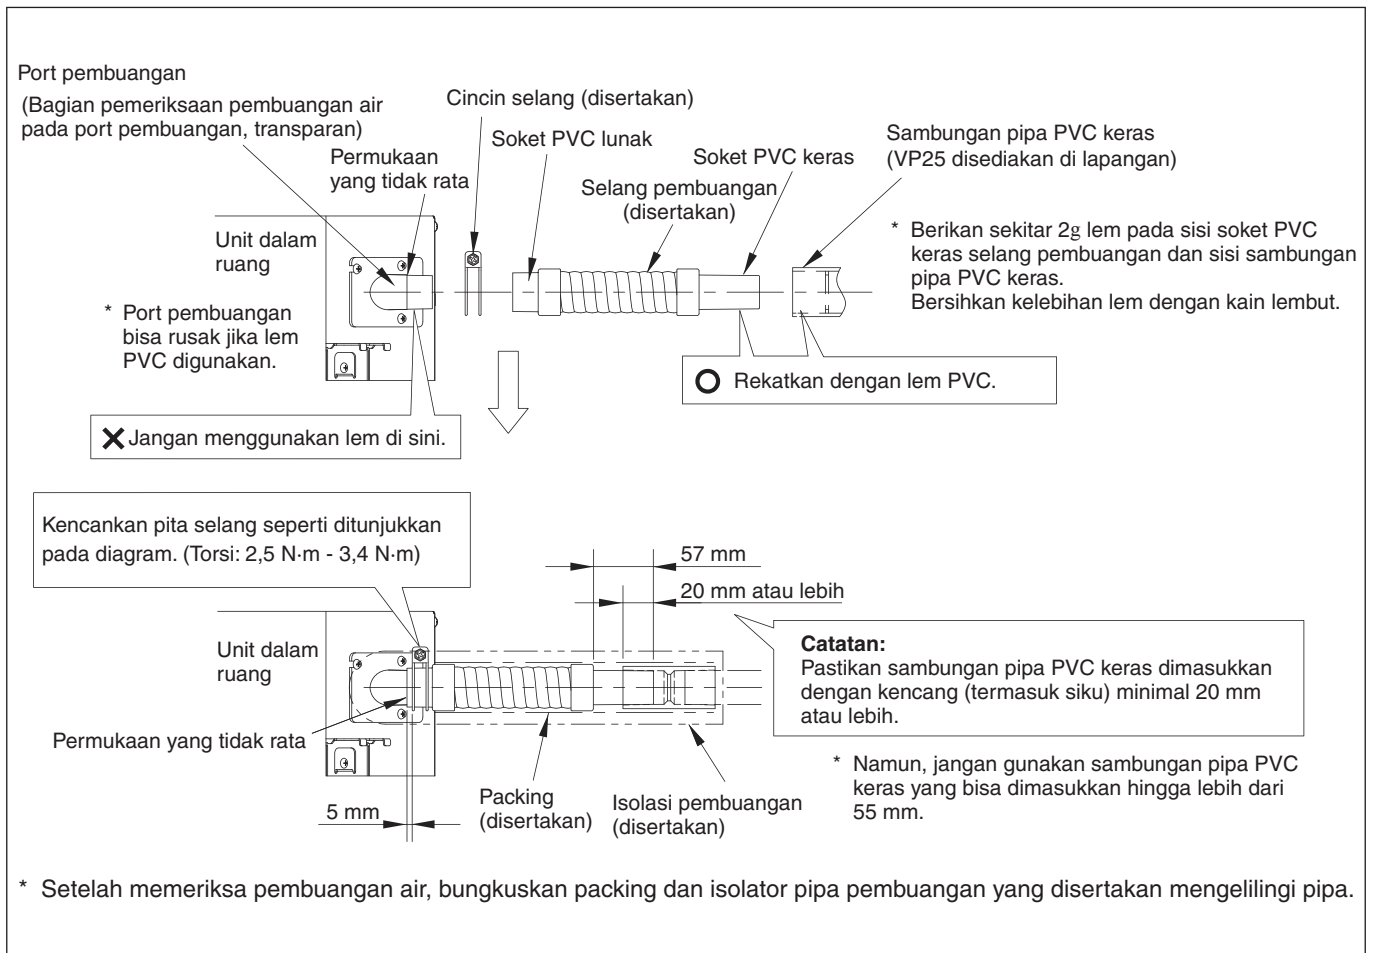 Port pembuangan
(Bagian pemeriksaan pembuangan air
pada port pembuangan, transparan)
Permukaan
yang tidak rata
Cincin selang (disertakan)
Soket PVC lunak
Selang pembuangan
(disertakan)
Soket PVC keras
Sambungan pipa PVC keras
(VP25 disediakan di lapangan)
Unit dalam
ruang
* Port pembuangan
bisa rusak jika lem
PVC digunakan.
* Berikan sekitar 2g lem pada sisi soket PVC
keras selang pembuangan dan sisi sambungan
pipa PVC keras.
Bersihkan kelebihan lem dengan kain lembut.
Rekatkan dengan lem PVC.
Jangan menggunakan lem di sini.
Kencankan pita selang seperti ditunjukkan
pada diagram. (Torsi: 2,5 N·m - 3,4 N·m)
57 mm
20 mm atau lebih
Unit dalam
ruang
Catatan:
Pastikan sambungan pipa PVC keras dimasukkan
dengan kencang (termasuk siku) minimal 20 mm
atau lebih.
Permukaan yang tidak rata
* Namun, jangan gunakan sambungan pipa PVC
keras yang bisa dimasukkan hingga lebih dari
55 mm.
5 mm
Packing
(disertakan)
Isolasi pembuangan
(disertakan)
* Setelah memeriksa pembuangan air, bungkuskan packing dan isolator pipa pembuangan yang disertakan mengelilingi pipa.